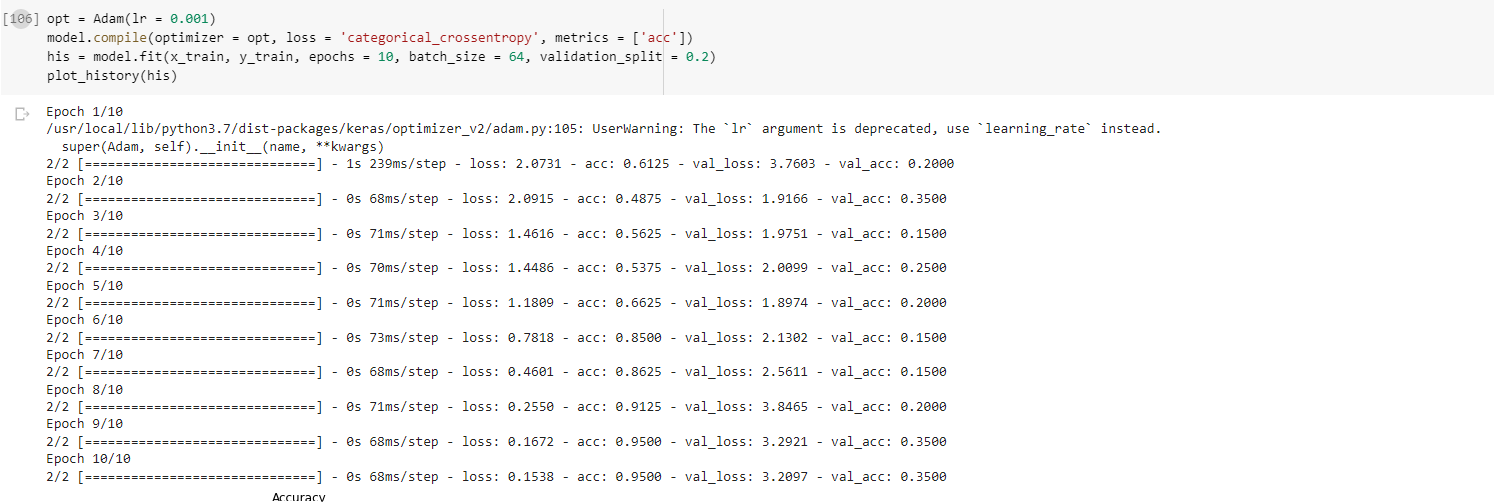 [106] opt = Adam(lr = 0.001)
model.compile(optimizer = opt, loss = 'categorical_crossentropy', metrics = ['acc'])
his = model.fit(x_train, y_train, epochs = 10, batch_size = 64, validation_split = 0.2)
plot_history(his)
Epoch 1/10
/usr/local/lib/python3.7/dist-packages/keras/optimizer_v2/adam.py:105: UserWarning: The `lr` argument is deprecated, use `learning_rate` instead.
super(Adam, self).__init__(name, **kwargs)
2/2 [==============================] - 1s 239ms/step - loss: 2.0731 - acc: 0.6125 - val_loss: 3.7603 - val_acc: 0.2000
Epoch 2/10
2/2 [==============================] - 0s 68ms/step - loss: 2.0915 - acc: 0.4875 - val_loss: 1.9166 - val_acc: 0.3500
Epoch 3/10
2/2 [==============================] - 0s 71ms/step - loss: 1.4616 - acc: 0.5625 - val_loss: 1.9751 - val_acc: 0.1500
Epoch 4/10
2/2 [==============================] - 0s 70ms/step - loss: 1.4486 - acc: 0.5375 - val_loss: 2.0099 - val_acc: 0.2500
Epoch 5/10
2/2 [==============================] - 0s 71ms/step - loss: 1.1809 - acc: 0.6625 - val_loss: 1.8974 - val_acc: 0.2000
Epoch 6/10
2/2 [==============================] - 0s 73ms/step - loss: 0.7818 - acc: 0.8500 - val_loss: 2.1302 - val_acc: 0.1500
Epoch 7/10
2/2 [==============================] - 0s 68ms/step - loss: 0.4601 - acc: 0.8625 - val_loss: 2.5611 - val_acc: 0.1500
Epoch 8/10
2/2 [==============================] - 0s 71ms/step - loss: 0.2550 - acc: 0.9125 - val_loss: 3.8465 - val_acc: 0.2000
Epoch 9/10
2/2 [==============================] - 0s 68ms/step - loss: 0.1672 - acc: 0.9500 - val_loss: 3.2921 - val_acc: 0.3500
Epoch 10/10
2/2 [==============================] - 0s 68ms/step - loss: 0.1538 - acc: 0.9500 - val_loss: 3.2097 - val_acc: 0.3500
Accuracy